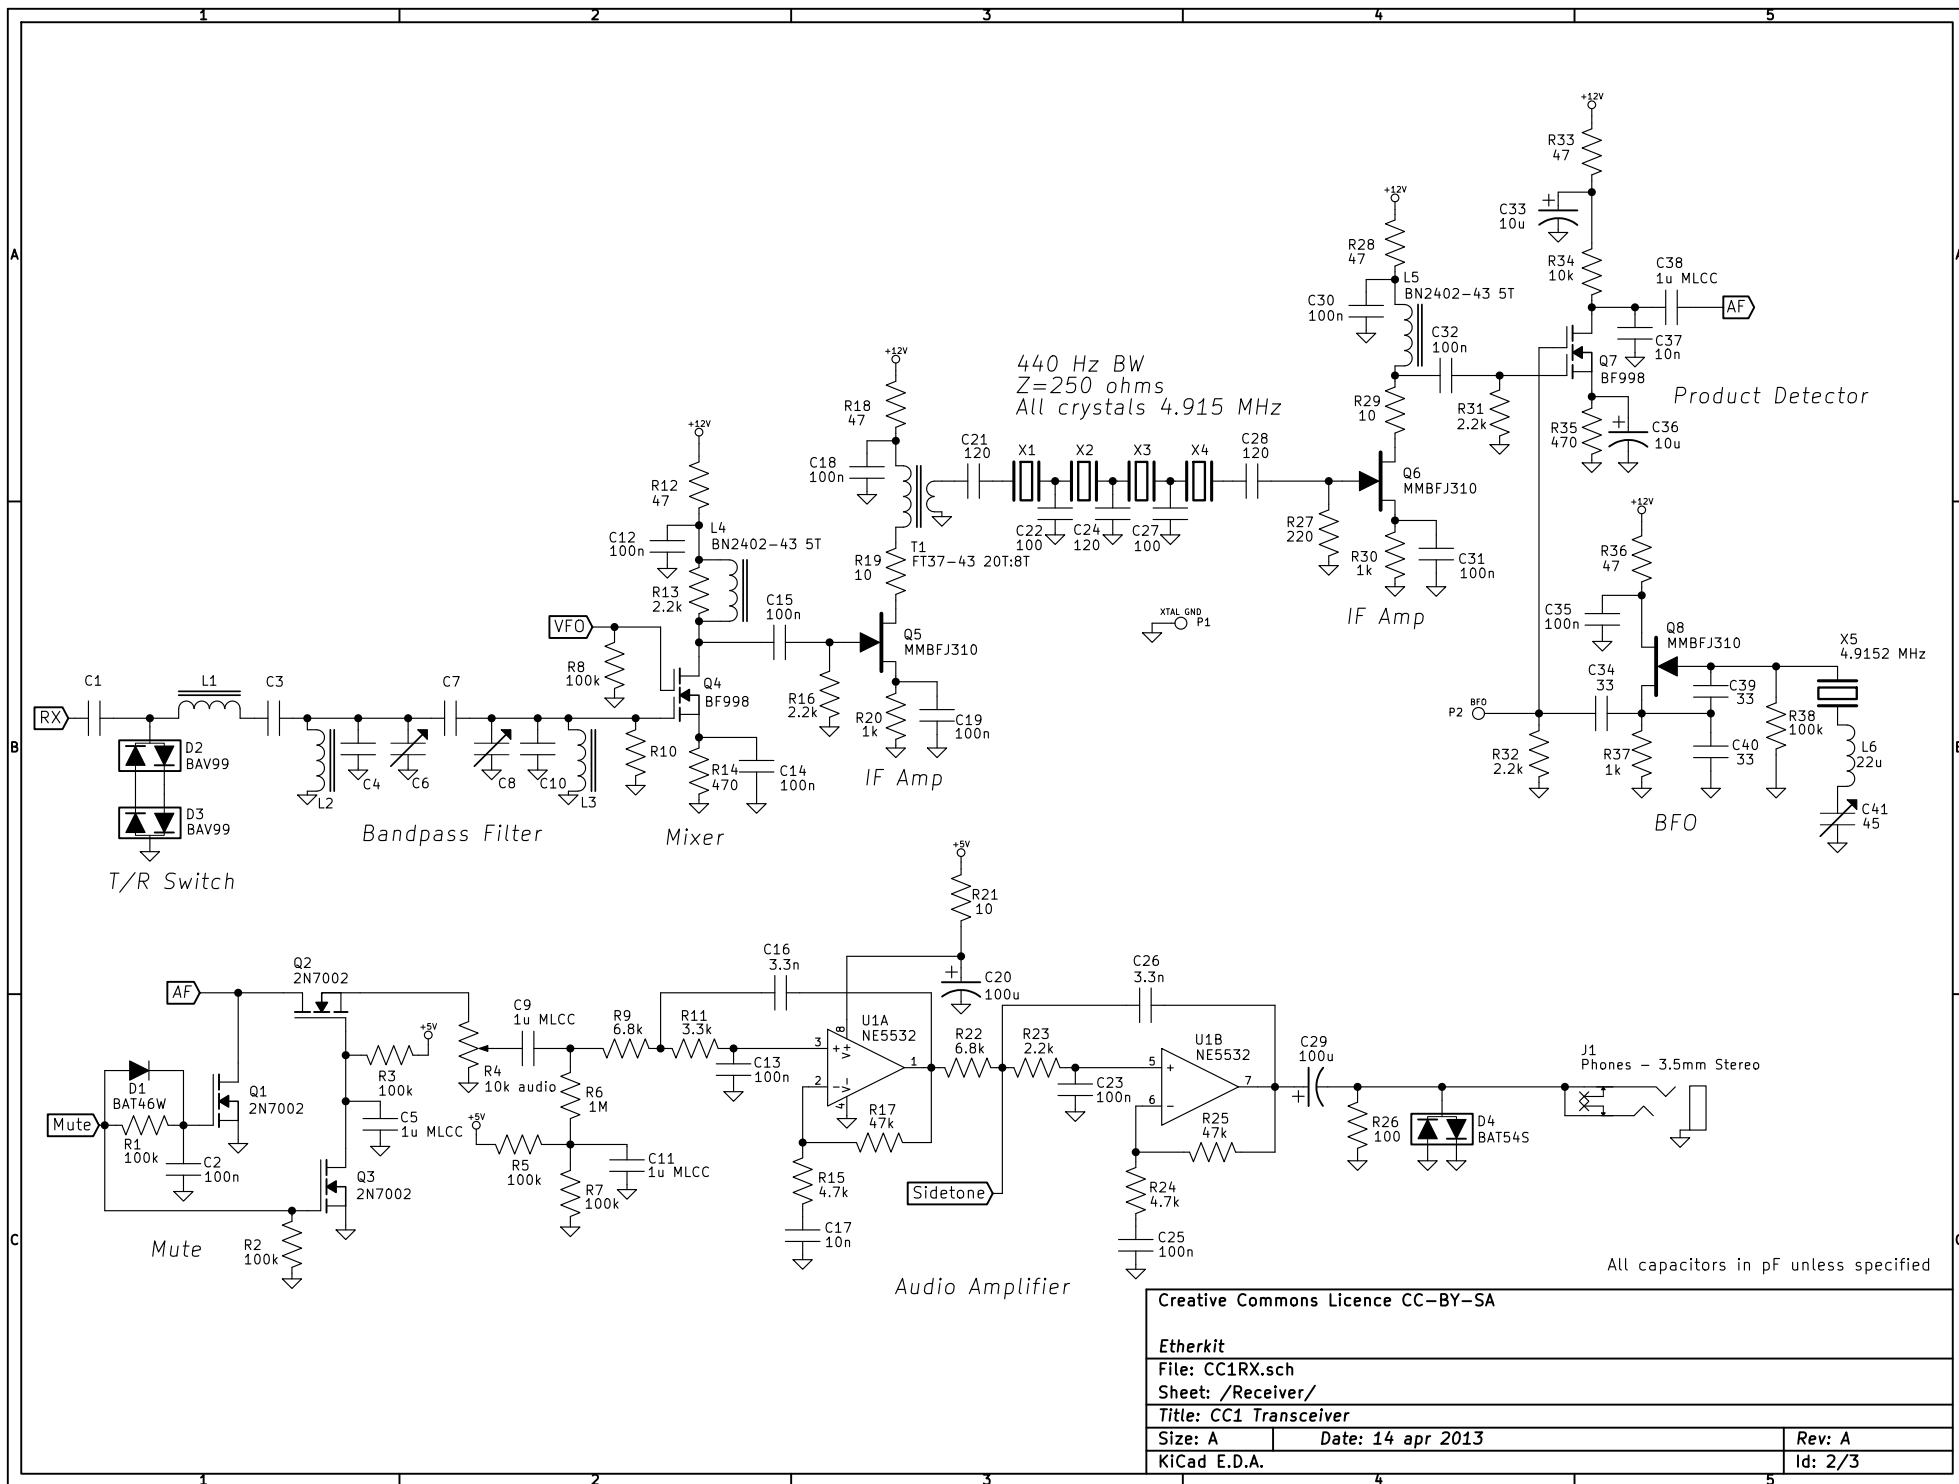 1 2 3 4 5
A
B
C
+12V
R33
47
C33
10u
R34
10k
C38
1u MLCC
AF
C37
10n
Q7
BF998
Product Detector
R35
470
C36
10u
+12V
R28
47
C30
100n
L5
BN2402-43 5T
C32
100n
R29
10
R31
2.2k
Q6
MMBFJ310
R27
220
R30
1k
C31
100n
IF Amp
440 Hz BW
Z=250 ohms
All crystals 4.915 MHz
C21
120
X1
X2
X3
X4
C28
120
C22
100
C24
120
C27
100
XTAL GND
P1
+12V
R18
47
C18
100n
T1
FT37-43 20T:8T
R19
10
Q5
MMBFJ310
R16
2.2k
R20
1k
C19
100n
IF Amp
+12V
R12
47
C12
100n
L4
BN2402-43 5T
R13
2.2k
C15
100n
VFO
R8
100k
Q4
BF998
R10
R14
470
C14
100n
Mixer
RX
C1
L1
C3
C7
D2
BAV99
D3
BAV99
L2
C4
C6
C8
C10
L3
Bandpass Filter
T/R Switch
+12V
R36
47
C35
100n
Q8
MMBFJ310
X5
4.9152 MHz
C34
33
C39
33
P2
BFO
R32
2.2k
R37
1k
C40
33
R38
100k
L6
22u
C41
45
BFO
AF
Q2
2N7002
+5V
R3
100k
D1
BAT46W
Q1
2N7002
Mute
R1
100k
C2
100n
C5
1u MLCC
Q3
2N7002
R2
100k
Mute
R4
10k audio
C9
1u MLCC
R9
6.8k
R11
3.3k
C16
3.3n
R6
1M
+5V
R5
100k
R7
100k
C11
1u MLCC
C13
100n
+5V
R21
10
C20
100u
U1A
NE5532
3
2
1
8
4
+
-
V+
V-
R17
47k
R15
4.7k
C17
10n
R22
6.8k
R23
2.2k
C26
3.3n
C23
100n
Sidetone
U1B
NE5532
5
6
7
+
-
R25
47k
R24
4.7k
C25
100n
C29
100u
R26
100
D4
BAT54S
J1
Phones - 3.5mm Stereo
Audio Amplifier
All capacitors in pF unless specified
Creative Commons Licence CC-BY-SA
Etherkit
File: CC1RX.sch
Sheet: /Receiver/
Title: CC1 Transceiver
Size: A Date: 14 apr 2013 Rev: A
KiCad E.D.A. Id: 2/3
1 2 3 4 5